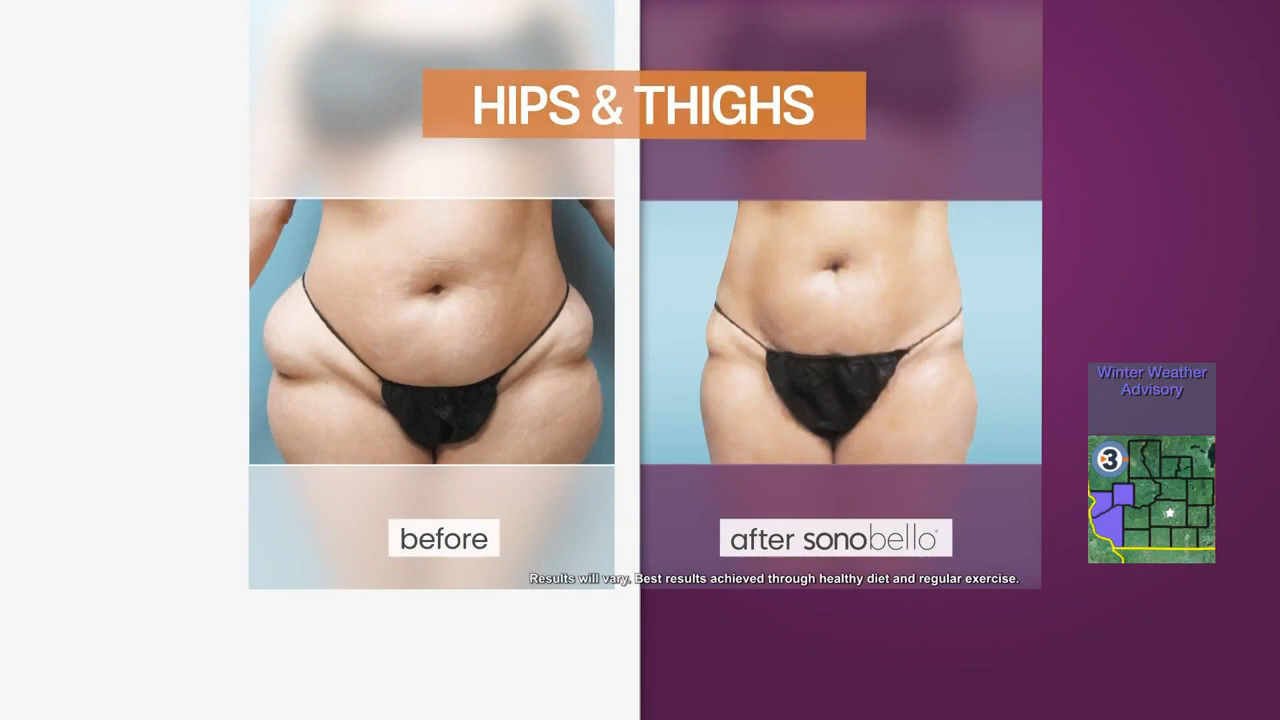 HIPS & THIGHS
before
after sonobello®
Results will vary. Best results achieved through healthy diet and regular exercise.
Winter Weather
Advisory
3